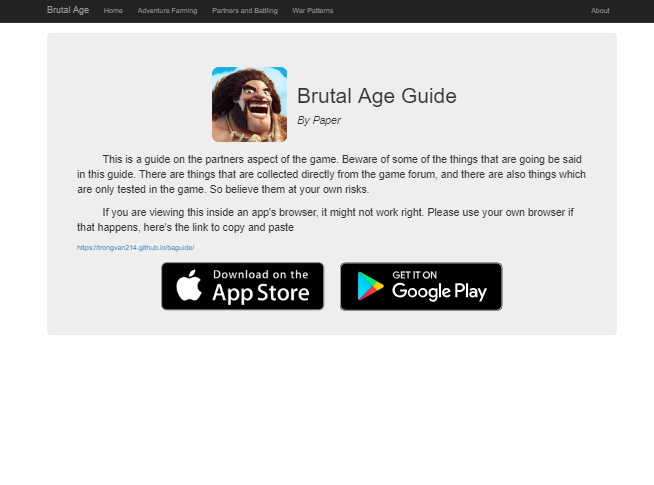 Brutal Age Home Adventure Farming Partners and Battling War Patterns About
Brutal Age Guide
By Paper
This is a guide on the partners aspect of the game. Beware of some of the things that are going be said
in this guide. There are things that are collected directly from the game forum, and there are also things which
are only tested in the game. So believe them at your own risks.
If you are viewing this inside an app's browser, it might not work right. Please use your own browser if
that happens, here's the link to copy and paste
https://trongvan214.github.io/baguide/
Download on the
App Store
GET IT ON
Google Play